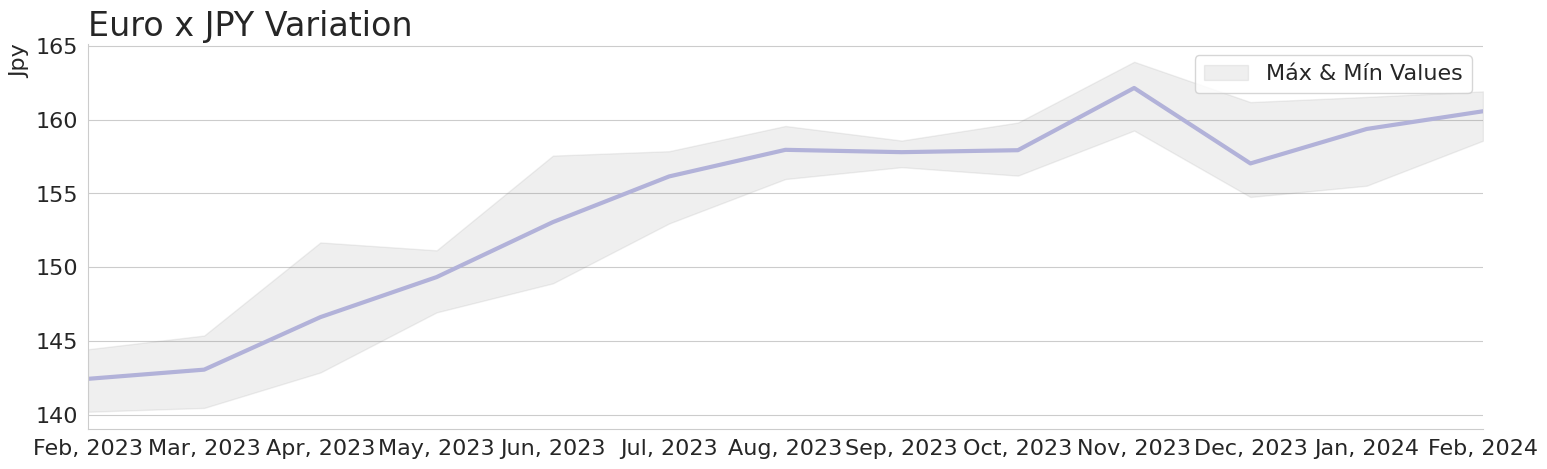 Euro x JPY Variation
Jpy
Máx & Mín Values
165
160
155
150
145
140
Feb, 2023 Mar, 2023 Apr, 2023 May, 2023 Jun, 2023 Jul, 2023 Aug, 2023 Sep, 2023 Oct, 2023 Nov, 2023 Dec, 2023 Jan, 2024 Feb, 2024